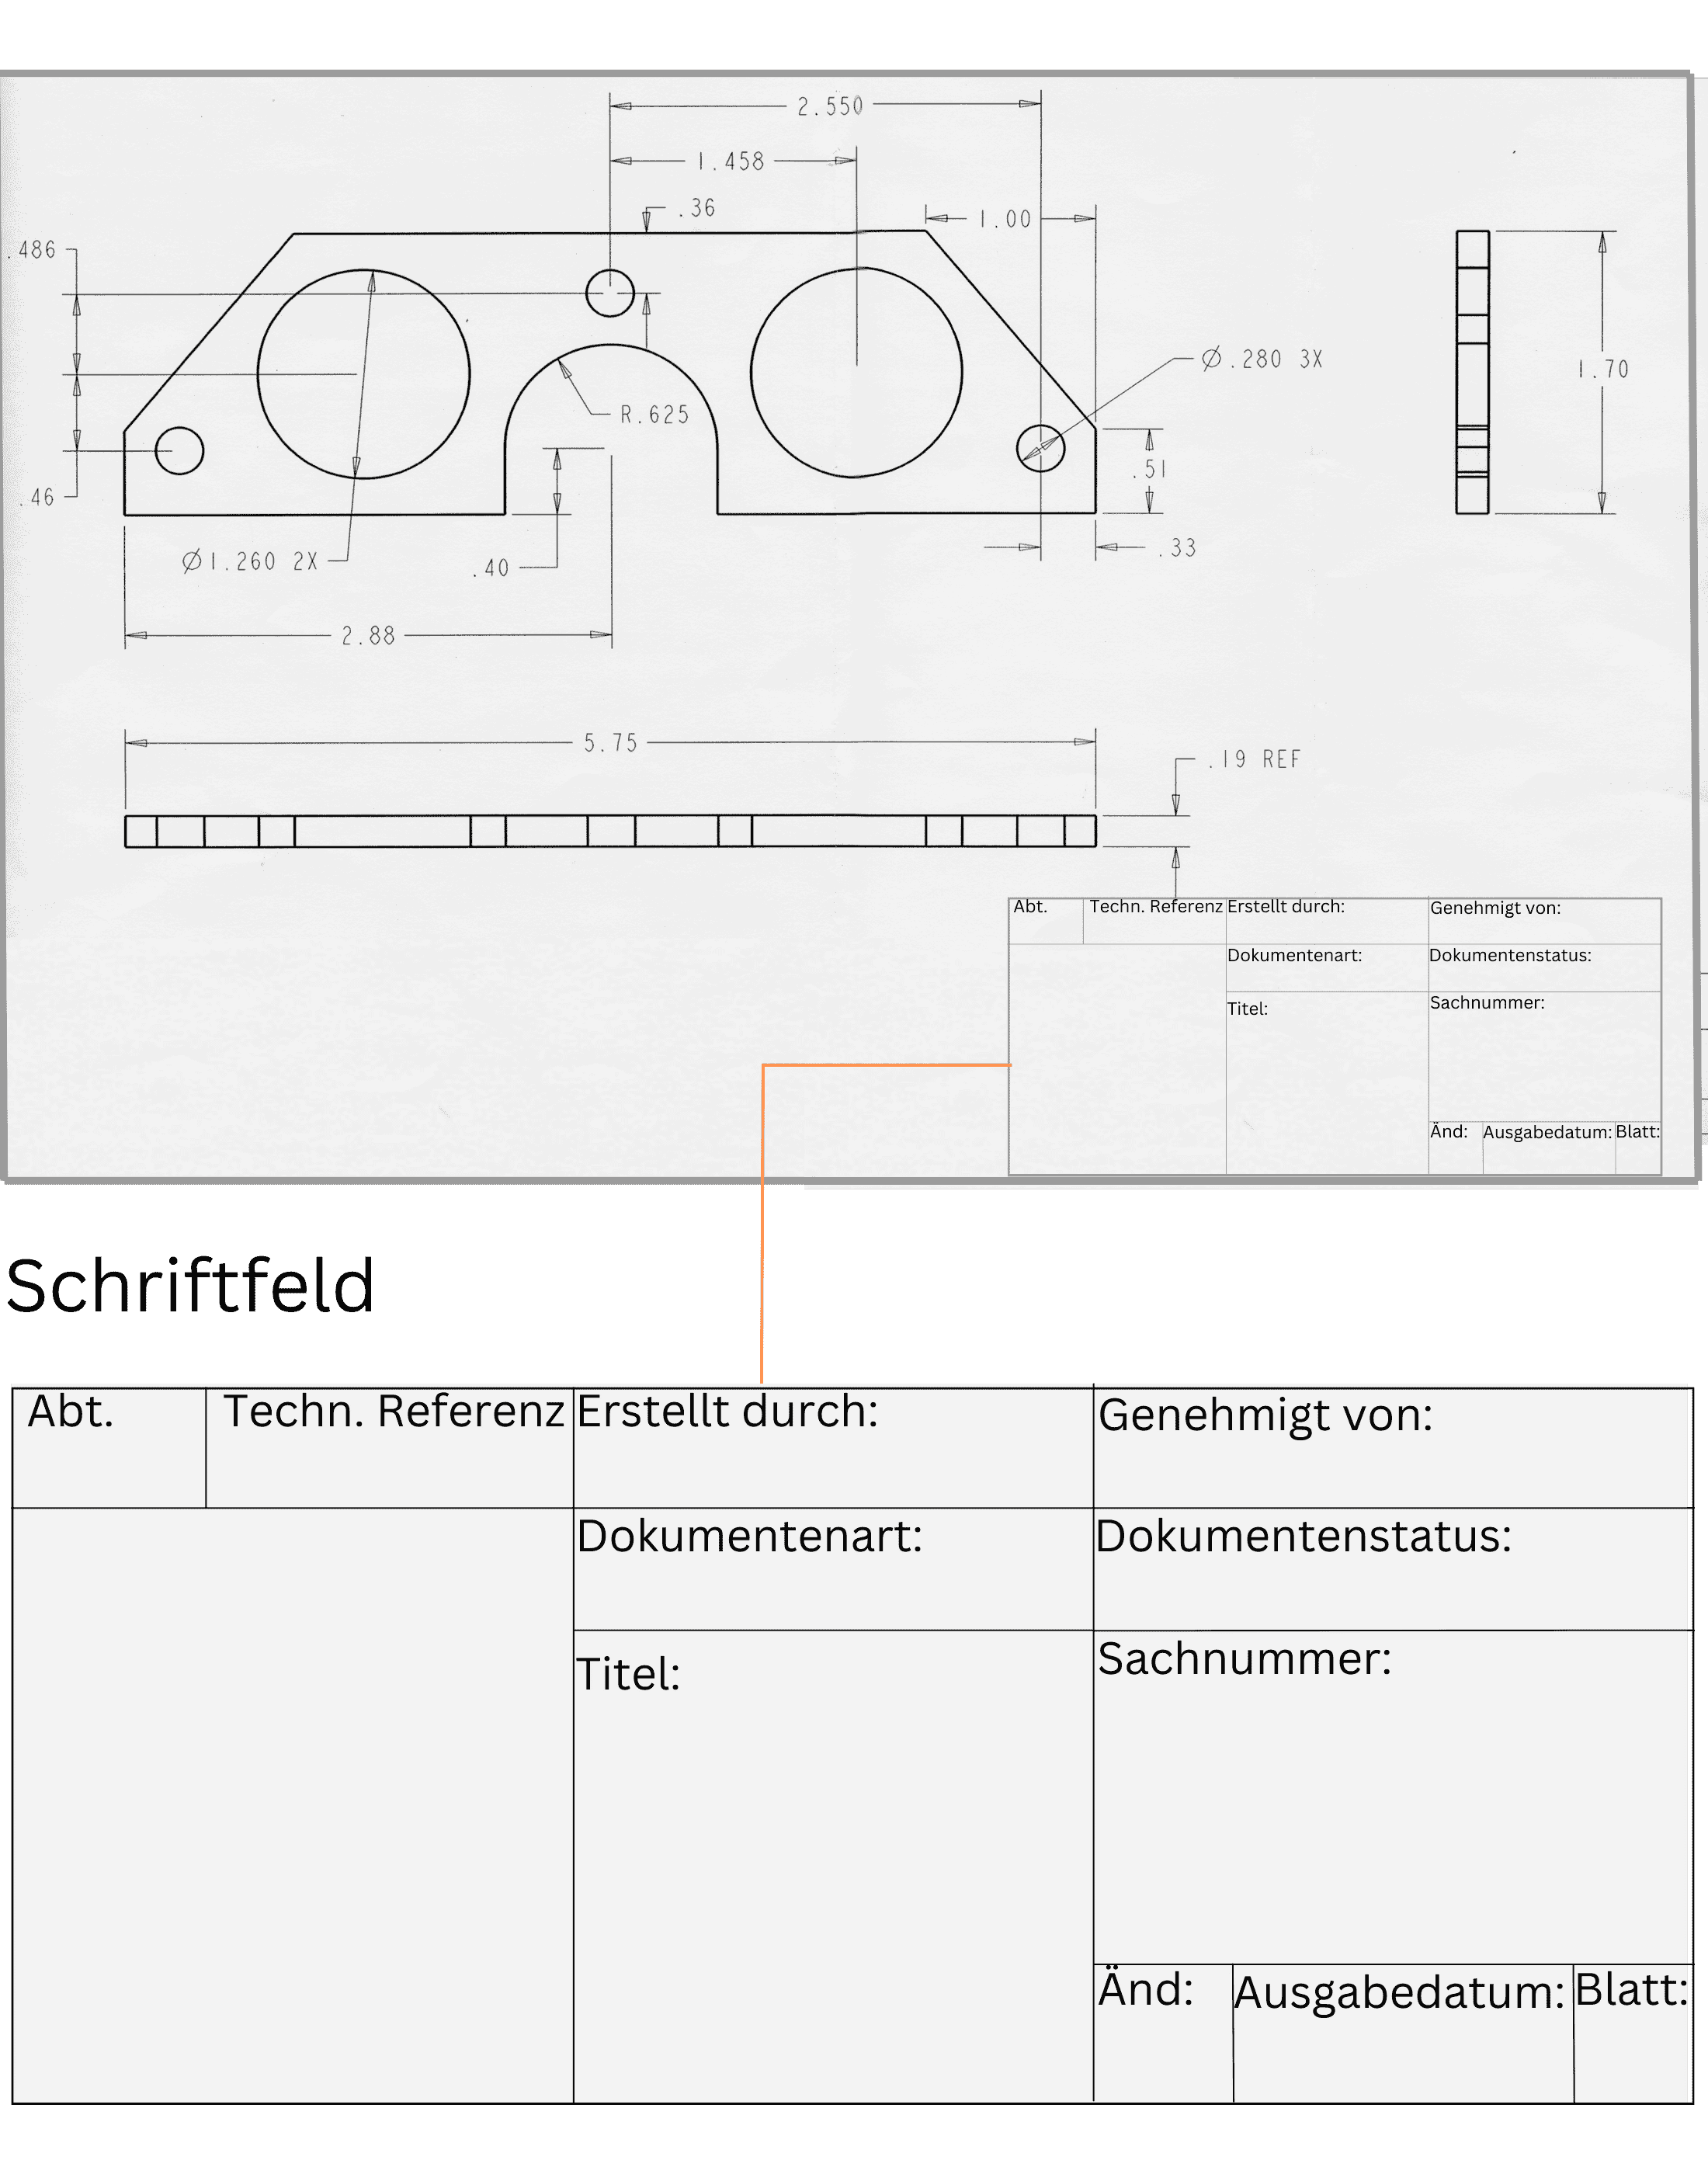 2.550
1.458
.36
1.00
.486
Ø.280 3X
1.70
R.625
.51
.46
.33
Ø1.260 2X
.40
2.88
5.75
.19 REF
Abt. Techn. Referenz Erstellt durch: Genehmigt von:
Dokumentenart: Dokumentenstatus:
Titel: Sachnummer:
Änd: Ausgabedatum: Blatt:
Schriftfeld
Abt. Techn. Referenz Erstellt durch: Genehmigt von:
Dokumentenart: Dokumentenstatus:
Titel: Sachnummer:
Änd: Ausgabedatum: Blatt: